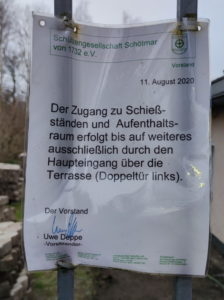 Schützengesellschaft Schötmar
von 1732 e.V.
Vorstand
11. August 2020
Der Zugang zu Schieß-
ständen und Aufenthalts-
raum erfolgt bis auf weiteres
ausschließlich durch den
Haupteingang über die
Terrasse (Doppeltür links).
Der Vorstand
Uwe Deppe
Vorsitzender